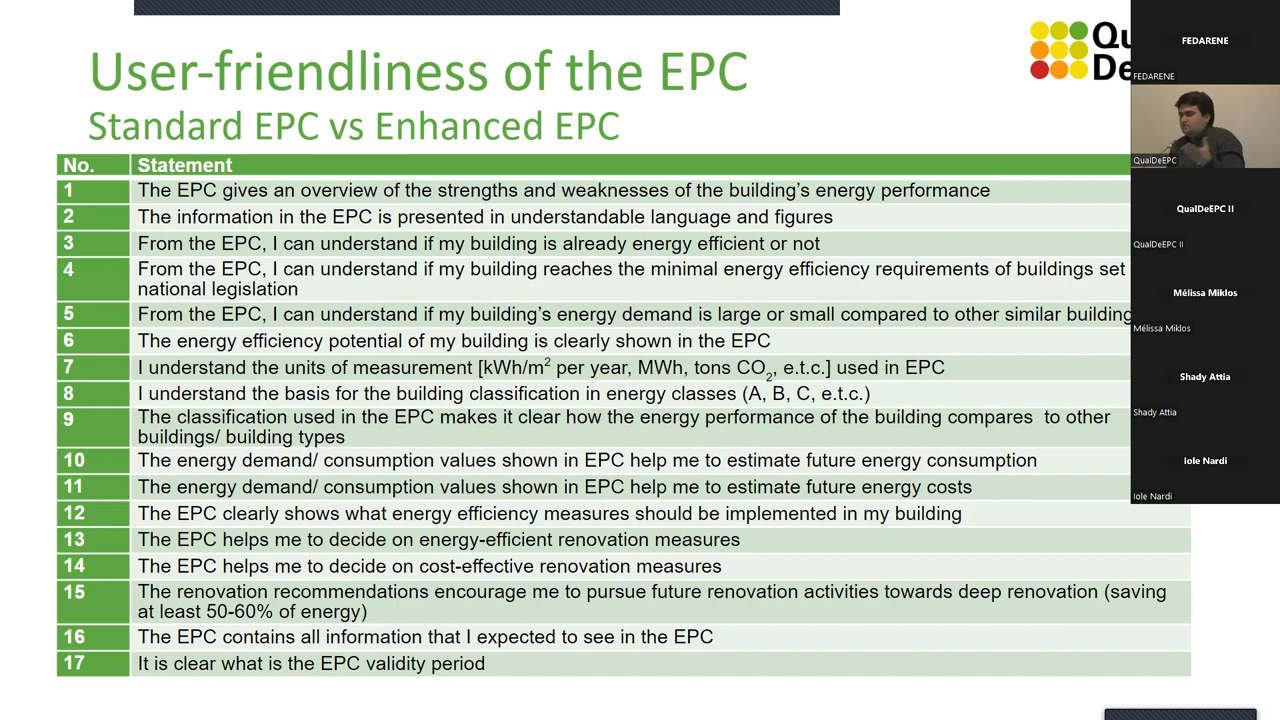 User-friendliness of the EPC
Standard EPC vs Enhanced EPC
Qu
De
No. Statement
1 The EPC gives an overview of the strengths and weaknesses of the building’s energy performance
2 The information in the EPC is presented in understandable language and figures
3 From the EPC, I can understand if my building is already energy efficient or not
4 From the EPC, I can understand if my building reaches the minimal energy efficiency requirements of buildings set
national legislation
5 From the EPC, I can understand if my building’s energy demand is large or small compared to other similar building
6 The energy efficiency potential of my building is clearly shown in the EPC
7 I understand the units of measurement [kWh/m² per year, MWh, tons CO₂, e.t.c.] used in EPC
8 I understand the basis for the building classification in energy classes (A, B, C, e.t.c.)
9 The classification used in the EPC makes it clear how the energy performance of the building compares to other
buildings/ building types
10 The energy demand/ consumption values shown in EPC help me to estimate future energy consumption
11 The energy demand/ consumption values shown in EPC help me to estimate future energy costs
12 The EPC clearly shows what energy efficiency measures should be implemented in my building
13 The EPC helps me to decide on energy-efficient renovation measures
14 The EPC helps me to decide on cost-effective renovation measures
15 The renovation recommendations encourage me to pursue future renovation activities towards deep renovation (saving
at least 50-60% of energy)
16 The EPC contains all information that I expected to see in the EPC
17 It is clear what is the EPC validity period
FEDARENE
FEDARENE
QualDeEPC
QualDeEPC II
QualDeEPC II
Mélissa Miklos
Mélissa Miklos
Shady Attia
Shady Attia
Iole Nardi
Iole Nardi